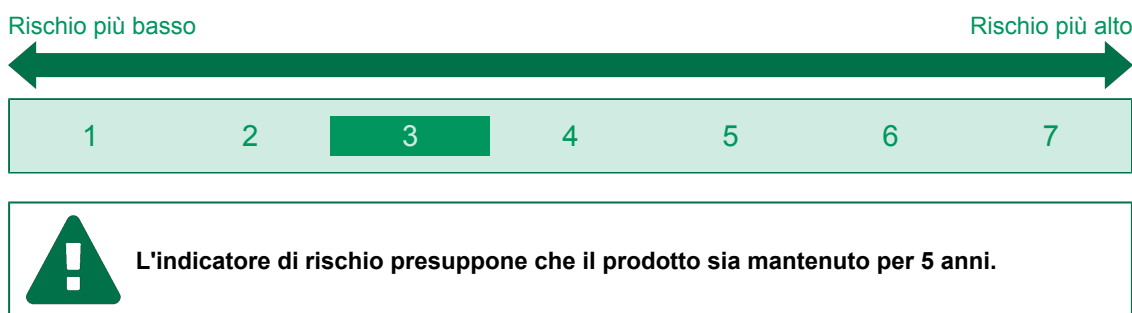 Rischio più basso Rischio più alto
1 2 3 4 5 6 7
L'indicatore di rischio presuppone che il prodotto sia mantenuto per 5 anni.